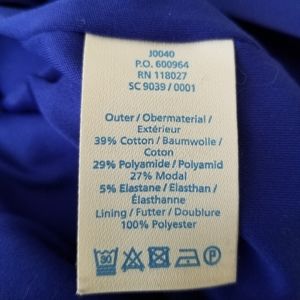 J0040
P.O. 600964
RN 118027
SC 9039 / 0001
Outer / Obermaterial /
Extérieur
39% Cotton / Baumwolle /
Coton
29% Polyamide / Polyamid
27% Modal
5% Elastane / Elasthan /
Élasthanne
Lining / Futter / Doublure
100% Polyester
30
P